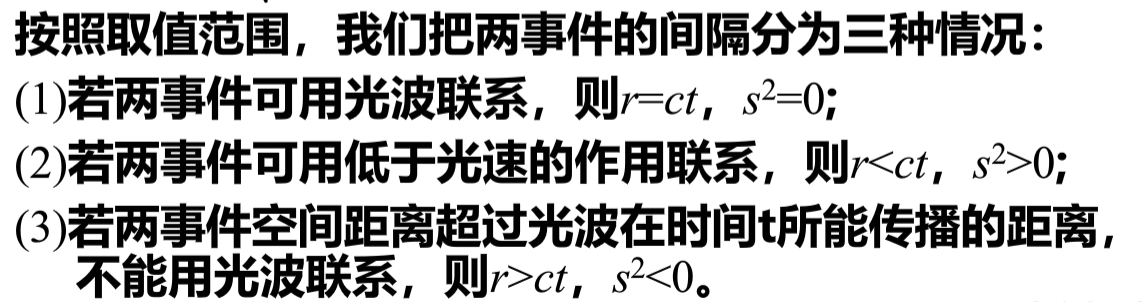 按照取值范围，我们把两事件的间隔分为三种情况：
(1)若两事件可用光波联系，则r=ct，s²=0;
(2)若两事件可用低于光速的作用联系，则r<ct，s²>0;
(3)若两事件空间距离超过光波在时间t所能传播的距离，
不能用光波联系，则r>ct，s²<0。